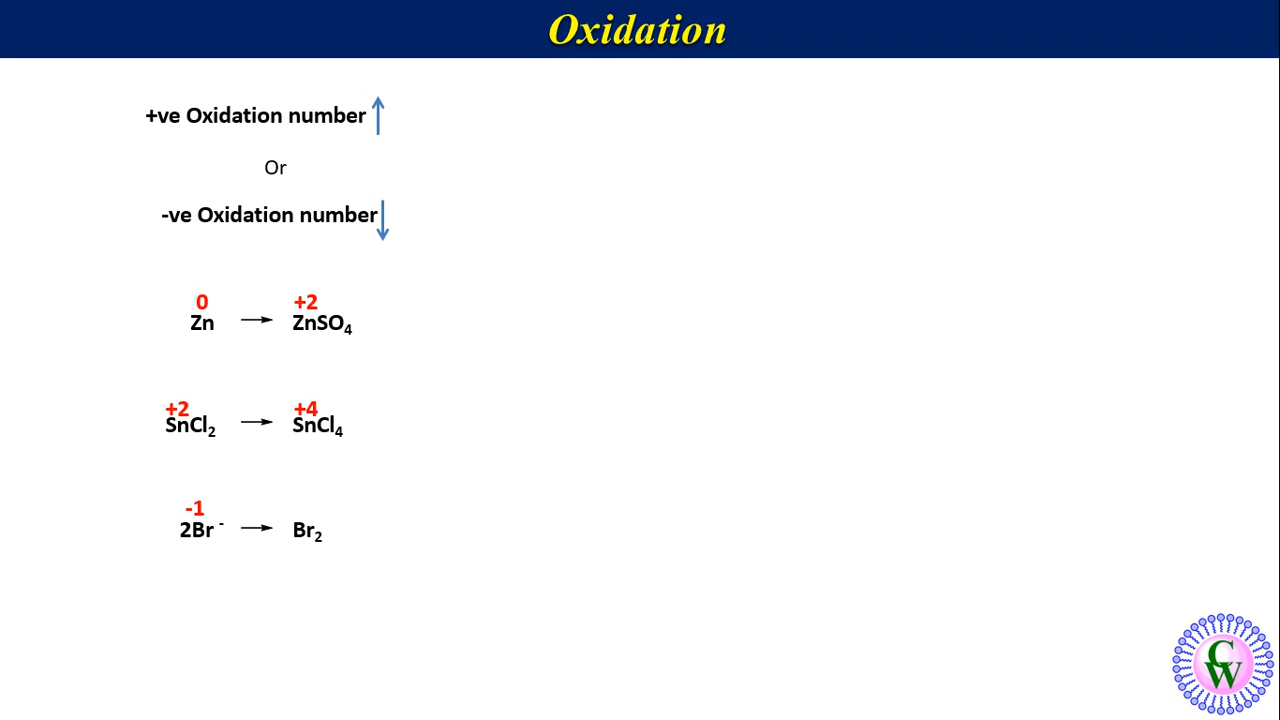 Oxidation
+ve Oxidation number
Or
-ve Oxidation number
0 +2
Zn → ZnSO₄
+2 +4
SnCl₂ → SnCl₄
-1
2Br⁻ → Br₂
CW